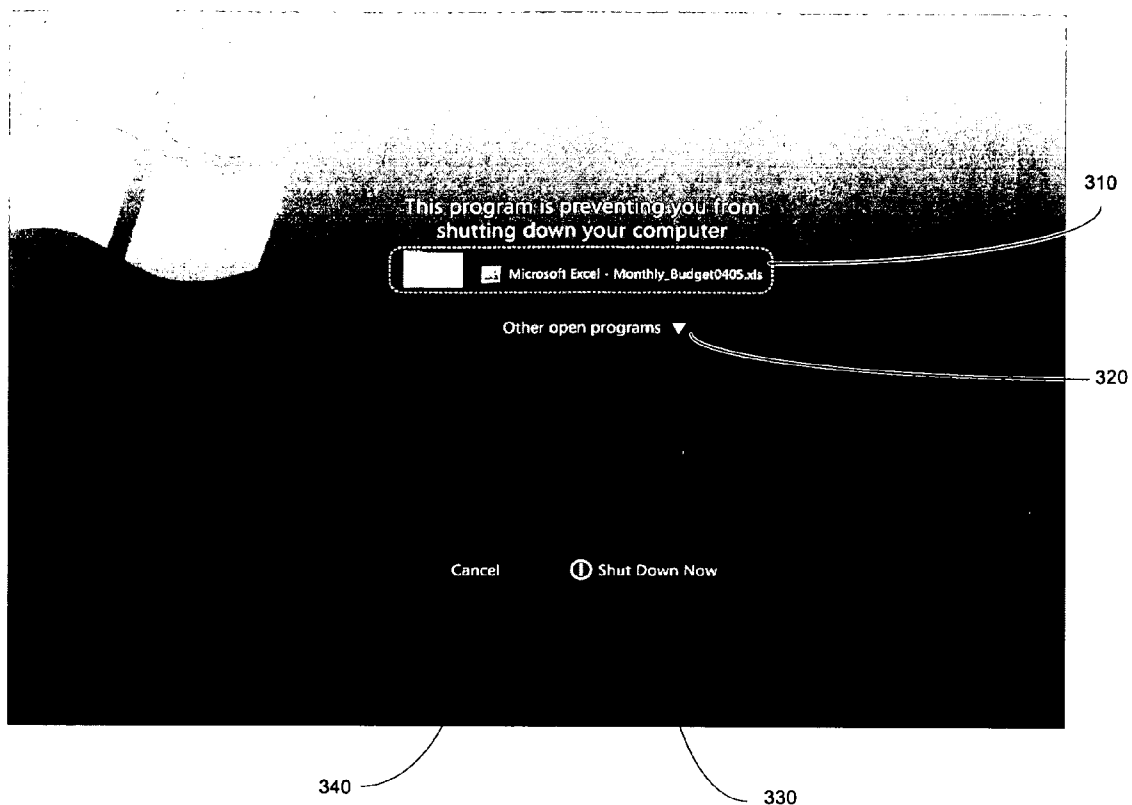 310
This program is preventing you from
shutting down your computer
Microsoft Excel - Monthly_Budget0405.xls
Other open programs
320
Cancel
Shut Down Now
340
330